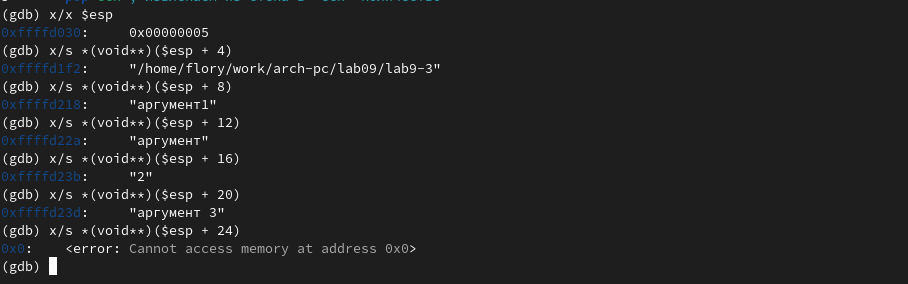 (gdb) x/x $esp
0xffffd030:     0x00000005
(gdb) x/s *(void**)($esp + 4)
0xffffd1f2:     "/home/flory/work/arch-pc/lab09/lab9-3"
(gdb) x/s *(void**)($esp + 8)
0xffffd218:     "аргумент1"
(gdb) x/s *(void**)($esp + 12)
0xffffd22a:     "аргумент"
(gdb) x/s *(void**)($esp + 16)
0xffffd23b:     "2"
(gdb) x/s *(void**)($esp + 20)
0xffffd23d:     "аргумент 3"
(gdb) x/s *(void**)($esp + 24)
0x0:    <error: Cannot access memory at address 0x0>
(gdb)